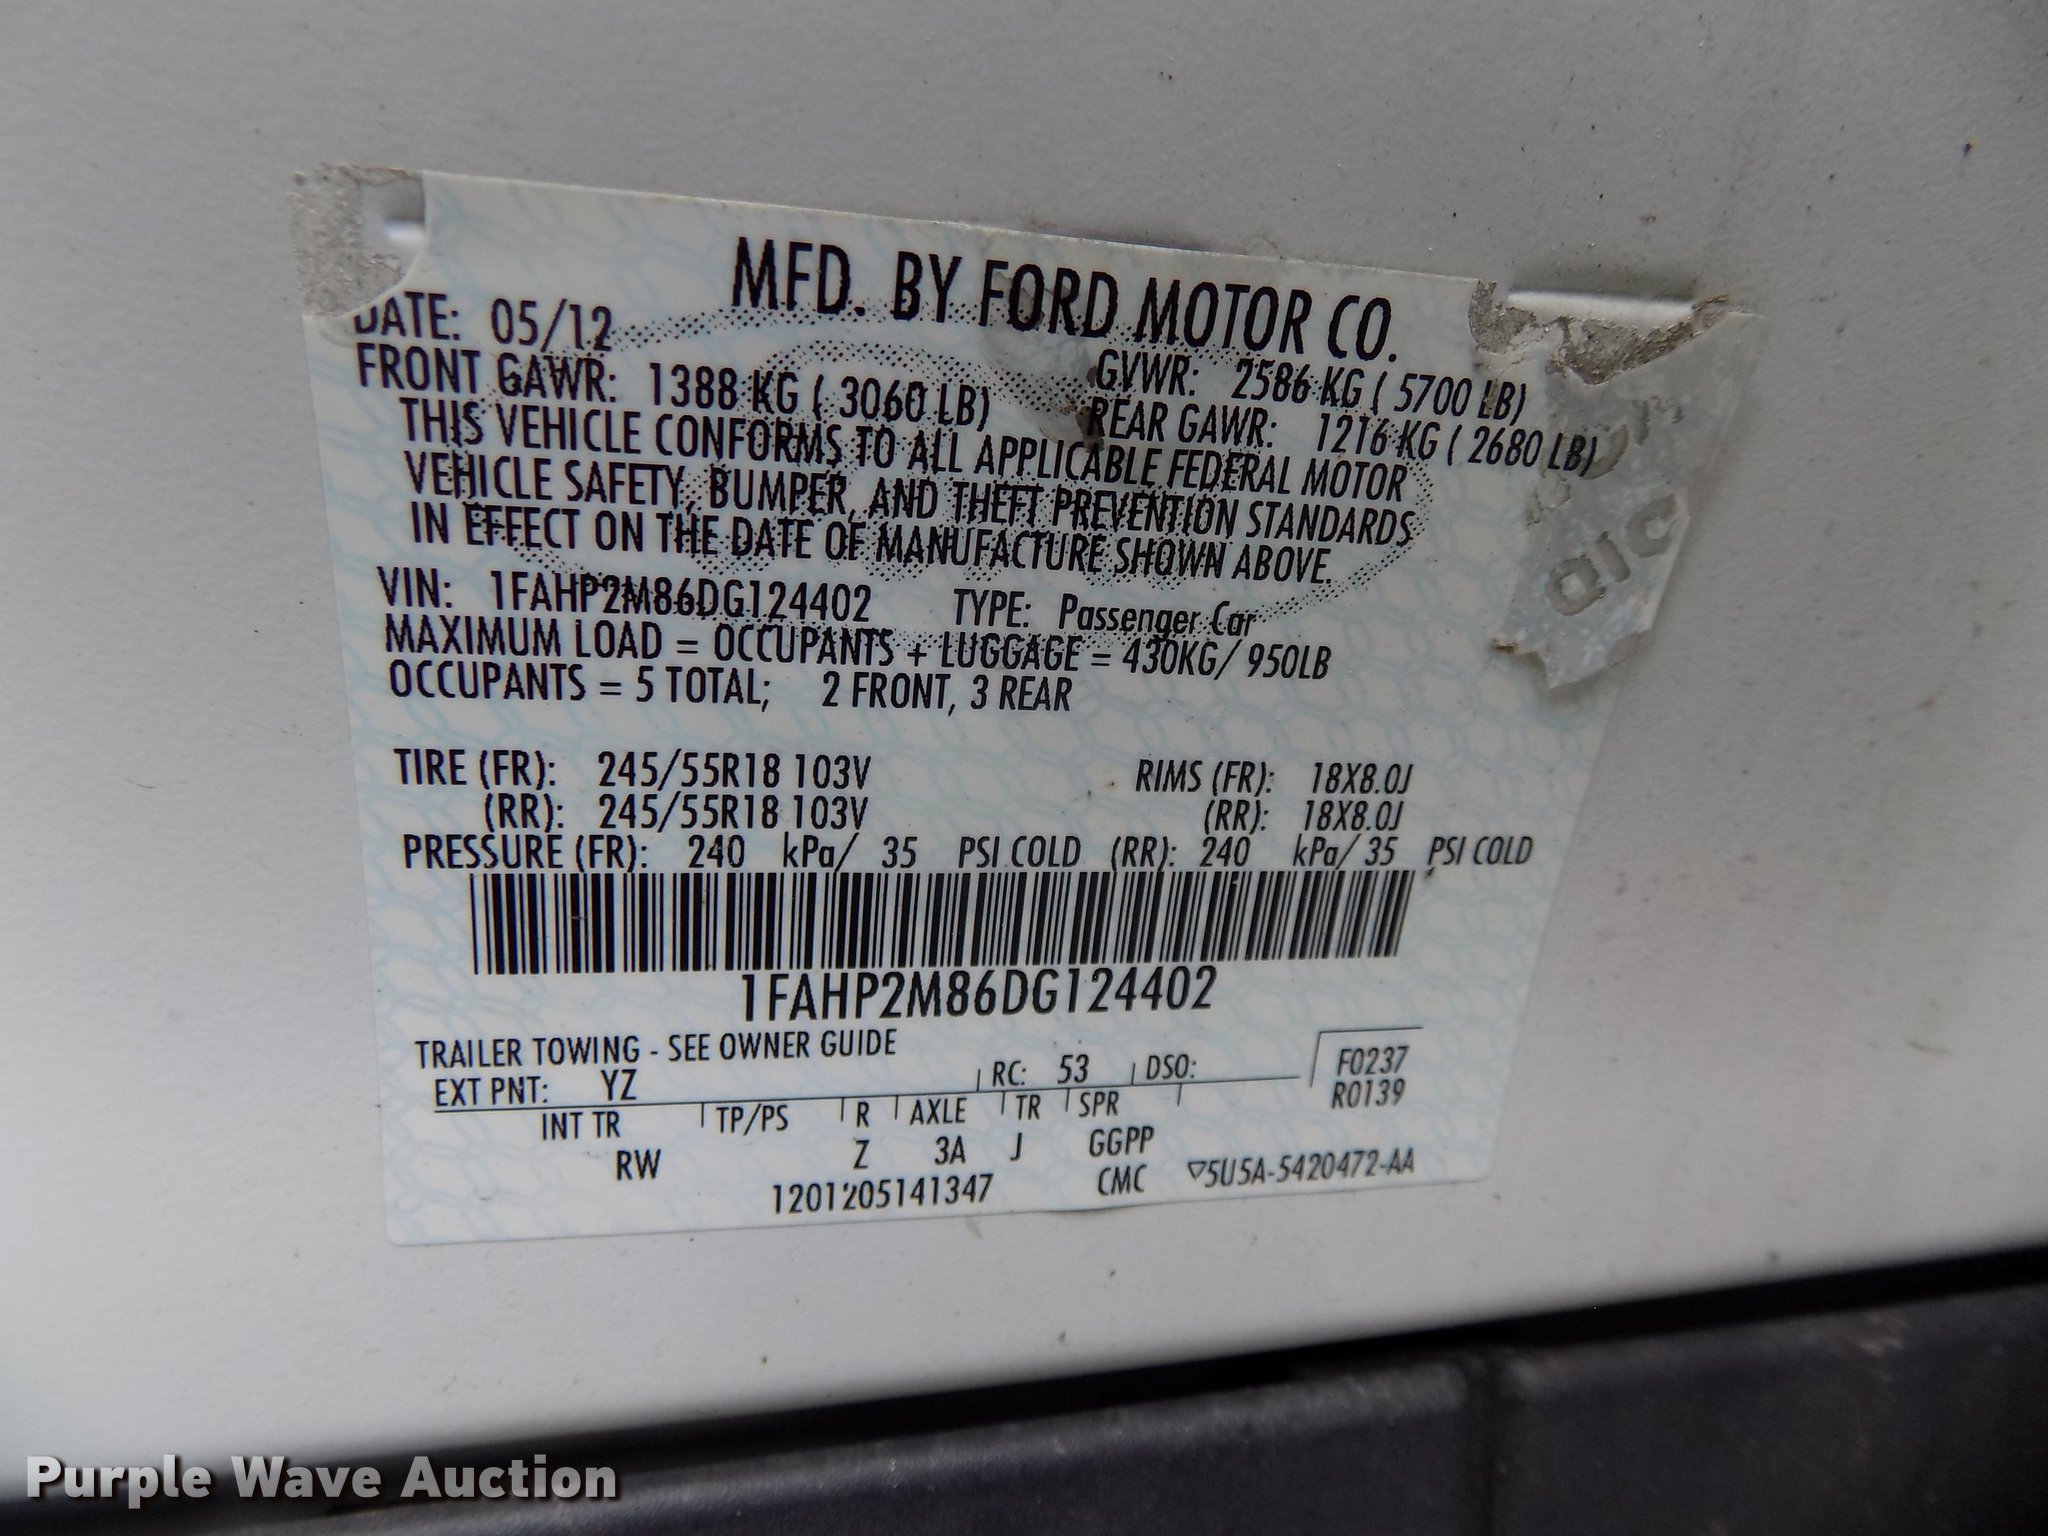 MFD. BY FORD MOTOR CO.
DATE: 05/12
GVWR: 2586 KG ( 5700 LB)
FRONT GAWR: 1388 KG ( 3060 LB)
REAR GAWR: 1216 KG ( 2680 LB)
THIS VEHICLE CONFORMS TO ALL APPLICABLE FEDERAL MOTOR
VEHICLE SAFETY, BUMPER, AND THEFT PREVENTION STANDARDS
IN EFFECT ON THE DATE OF MANUFACTURE SHOWN ABOVE.
VIN: 1FAHP2M86DG124402 TYPE: Passenger Car
MAXIMUM LOAD = OCCUPANTS + LUGGAGE = 430KG/ 950LB
OCCUPANTS = 5 TOTAL; 2 FRONT, 3 REAR
TIRE (FR): 245/55R18 103V RIMS (FR): 18X8.0J
(RR): 245/55R18 103V (RR): 18X8.0J
PRESSURE (FR): 240 kPa/ 35 PSI COLD (RR): 240 kPa/ 35 PSI COLD
1FAHP2M86DG124402
TRAILER TOWING - SEE OWNER GUIDE
F0237
EXT PNT: YZ RC: 53 DSO:
R0139
INT TR TP/PS R AXLE TR SPR
RW Z 3A J GGPP
1201205141347 CMC ▽5U5A-5420472-AA
Purple Wave Auction